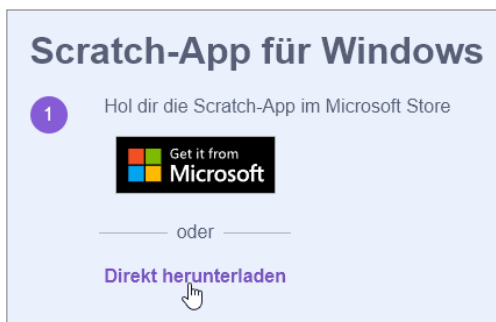 Scratch-App für Windows
1
Hol dir die Scratch-App im Microsoft Store
Get it from
Microsoft
oder
Direkt herunterladen